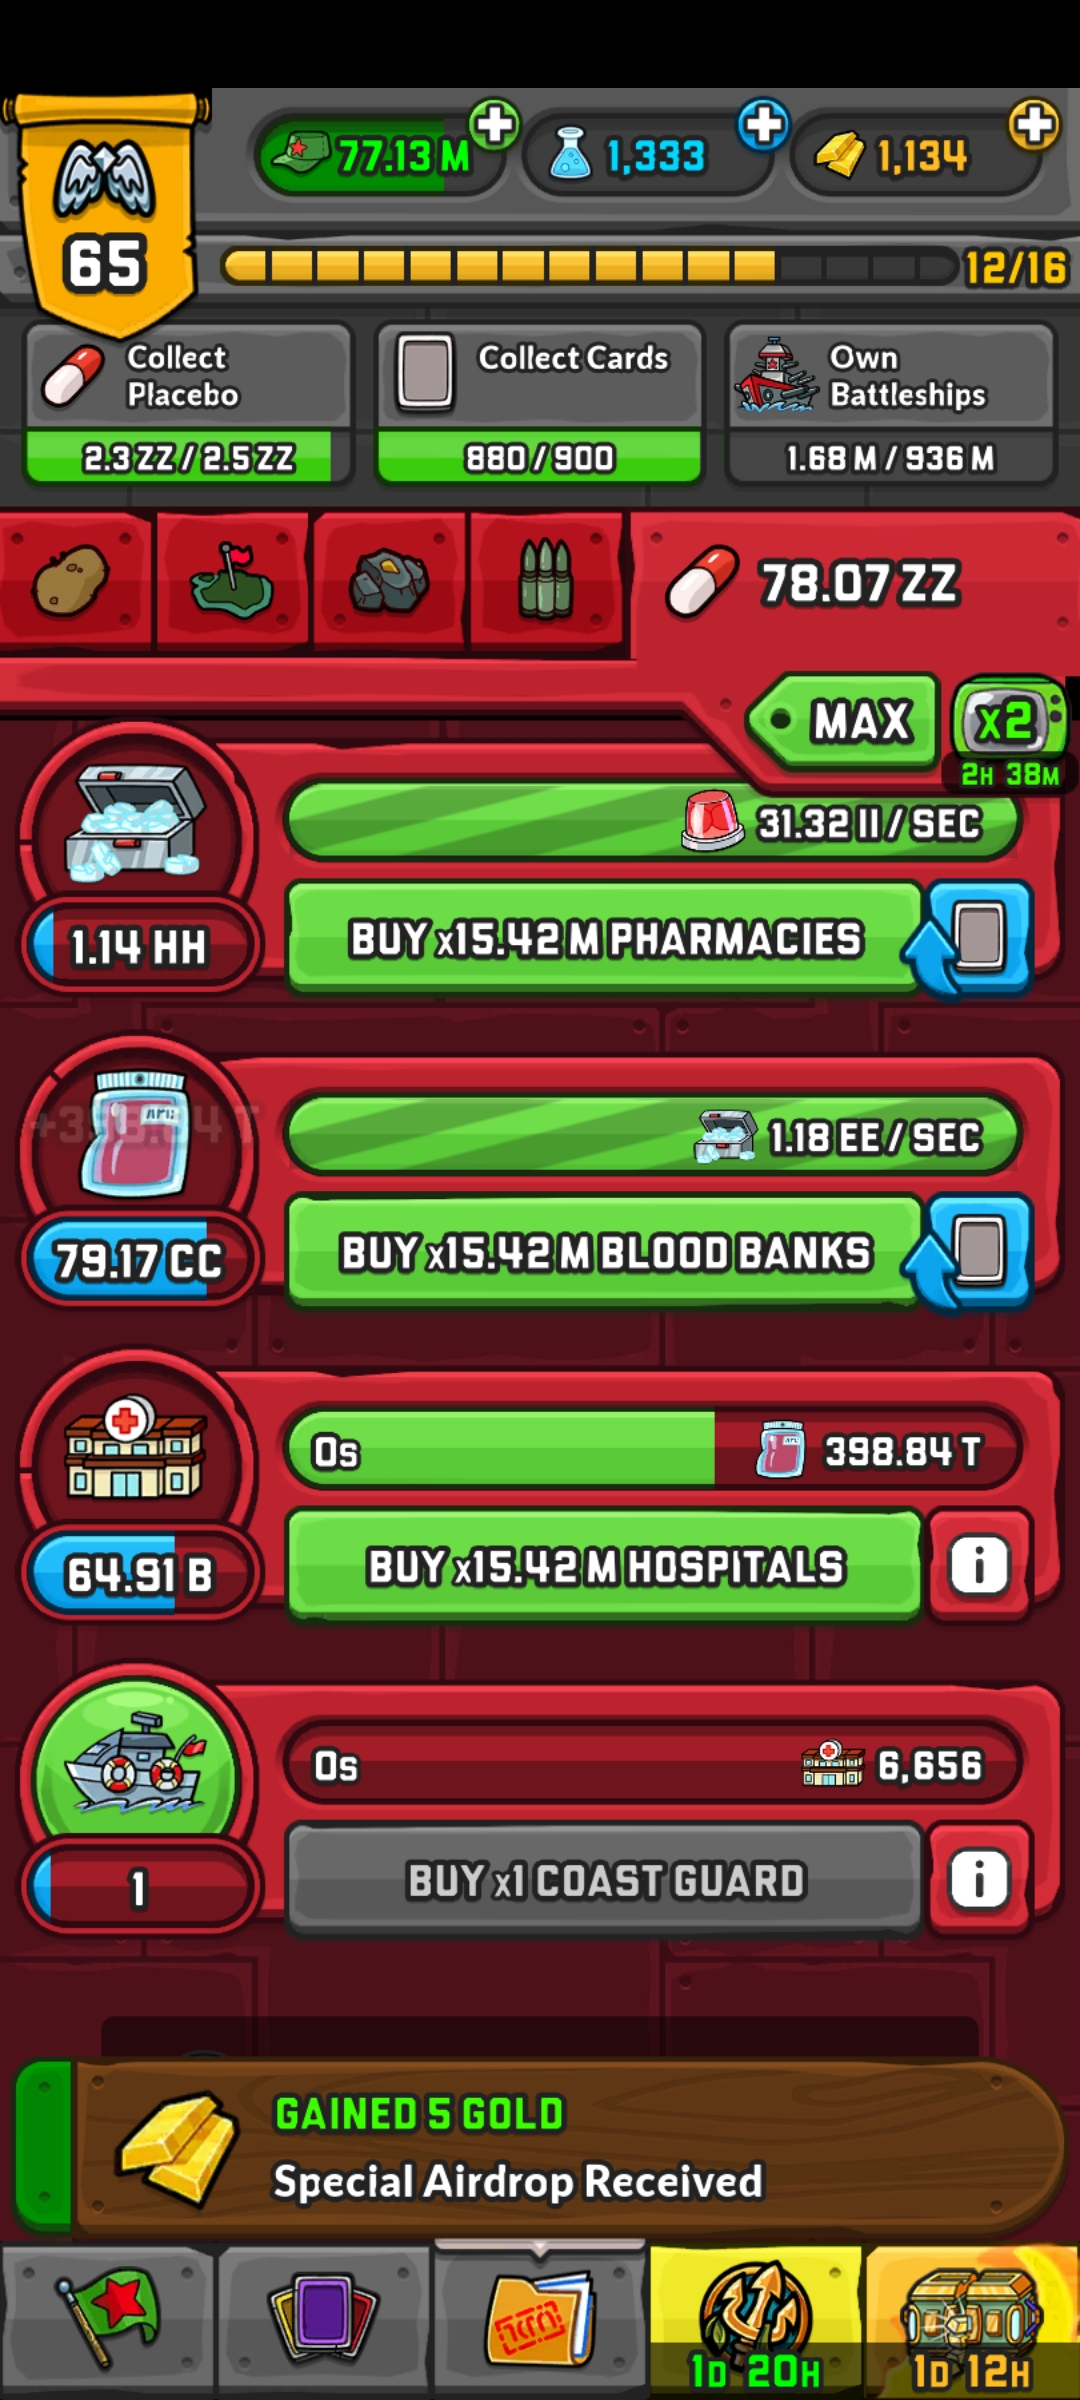 77.13 M
1,333
1,134
65
12/16
Collect
Placebo
2.3 ZZ / 2.5 ZZ
Collect Cards
880 / 900
Own
Battleships
1.68 M / 936 M
78.07 ZZ
MAX
x2
2H 38M
31.32 II / SEC
1.14 HH
BUY x15.42 M PHARMACIES
+398.84 T
1.18 EE / SEC
79.17 CC
BUY x15.42 M BLOOD BANKS
0s
398.84 T
64.91 B
BUY x15.42 M HOSPITALS
i
0s
6,656
1
BUY x1 COAST GUARD
i
GAINED 5 GOLD
Special Airdrop Received
1D 20H
1D 12H